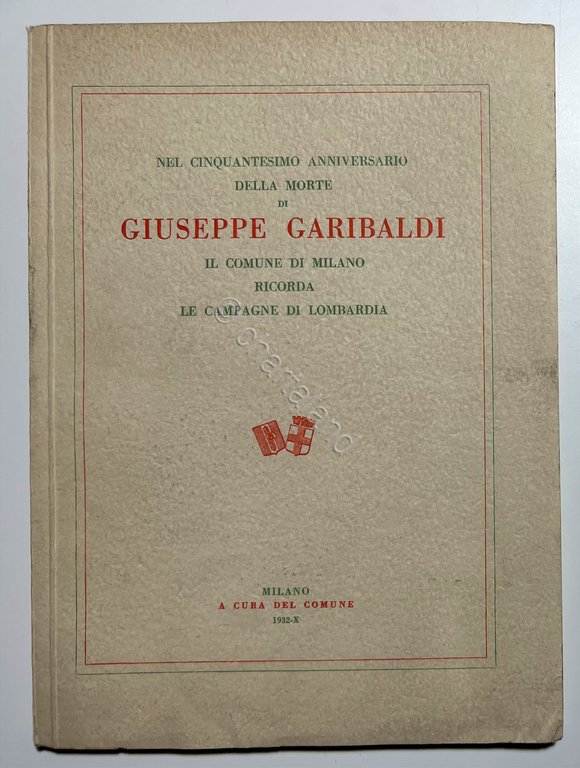 NEL CINQUANTESIMO ANNIVERSARIO
DELLA MORTE
DI
GIUSEPPE GARIBALDI
IL COMUNE DI MILANO
RICORDA
LE CAMPAGNE DI LOMBARDIA
© chartaland
MILANO
A CURA DEL COMUNE
1932-X